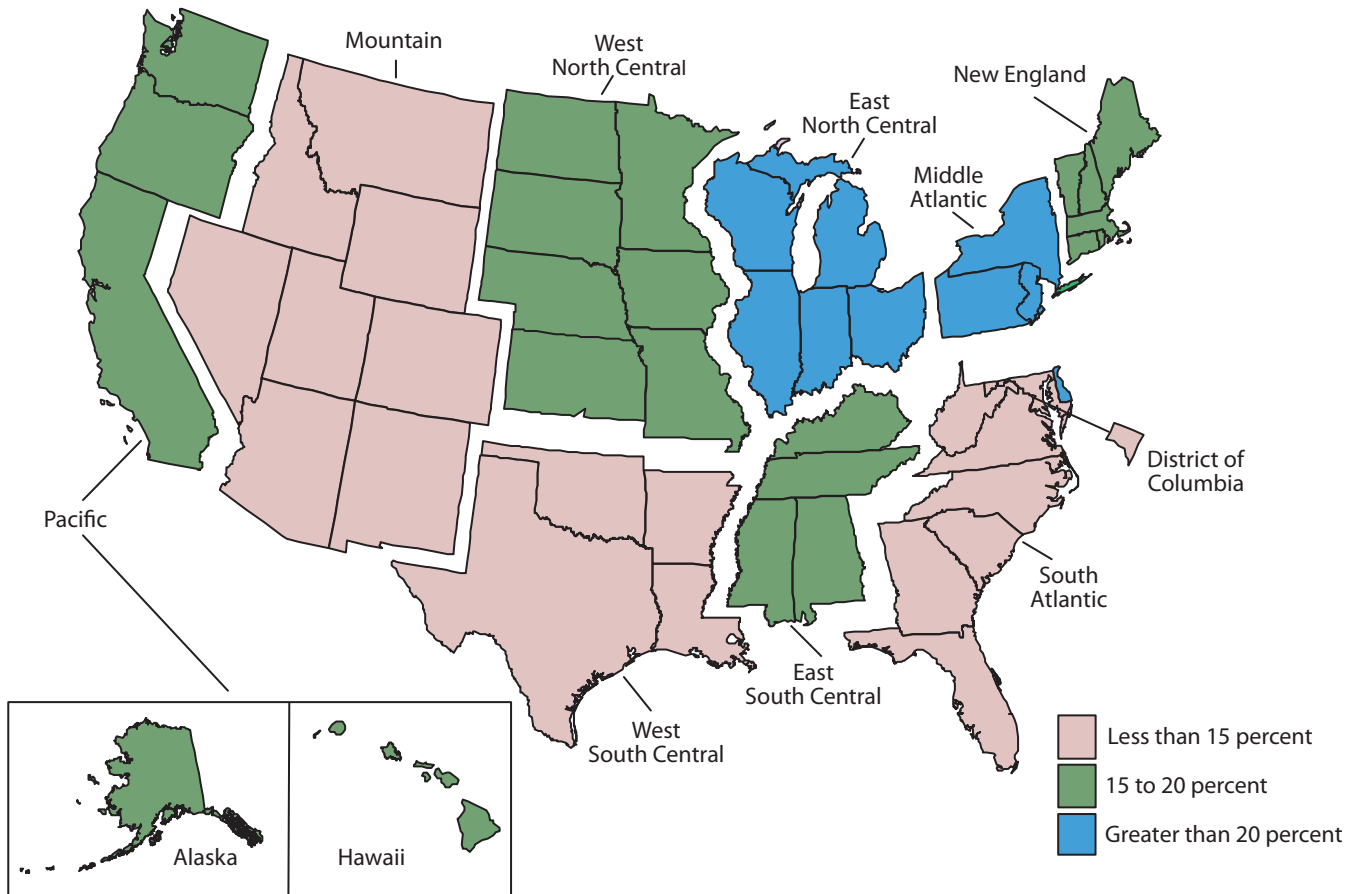 Mountain
West
North Central
East
North Central
New England
Middle
Atlantic
Pacific
District of
Columbia
South
Atlantic
East
South Central
West
South Central
Alaska
Hawaii
Less than 15 percent
15 to 20 percent
Greater than 20 percent